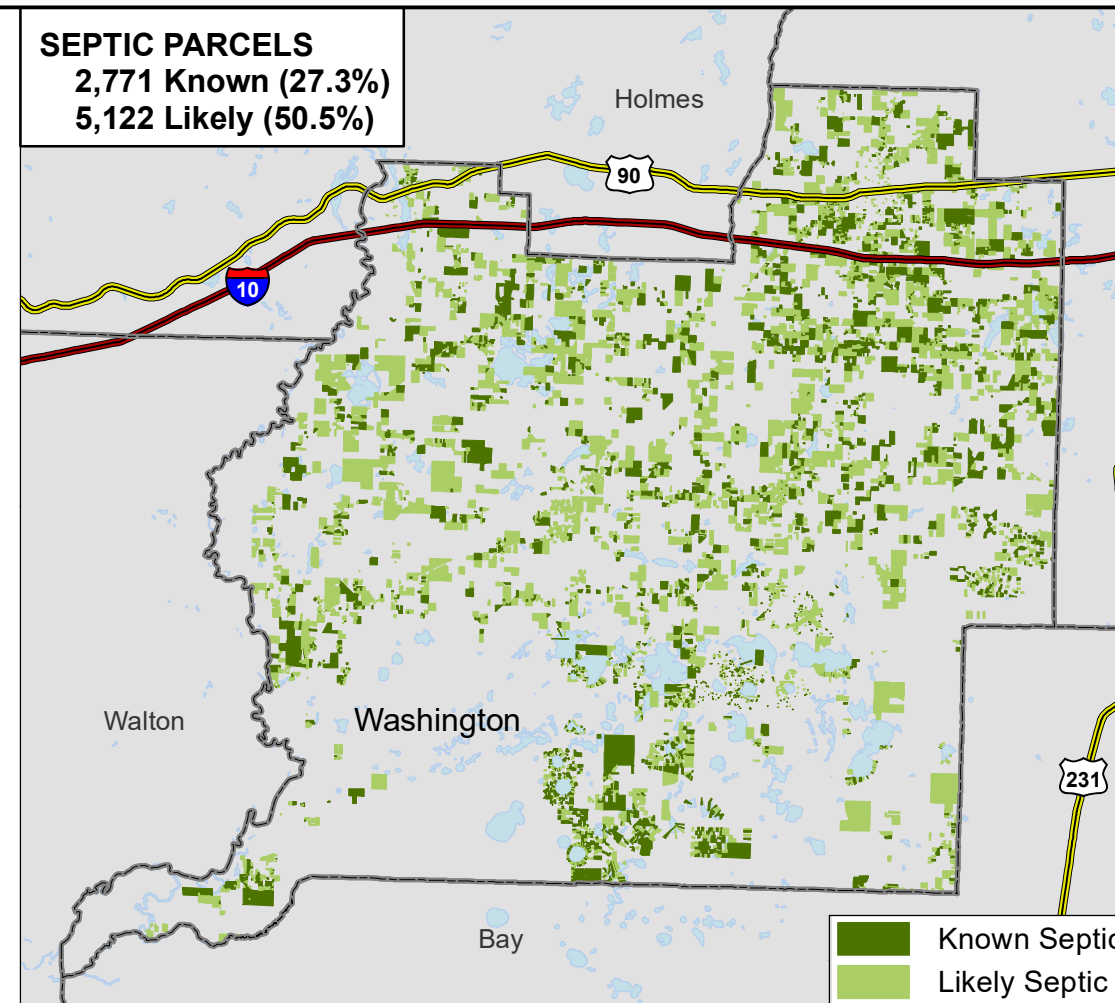 SEPTIC PARCELS
2,771 Known (27.3%)
5,122 Likely (50.5%)
Holmes
90
10
Walton
Washington
231
Bay
Known Septic
Likely Septic